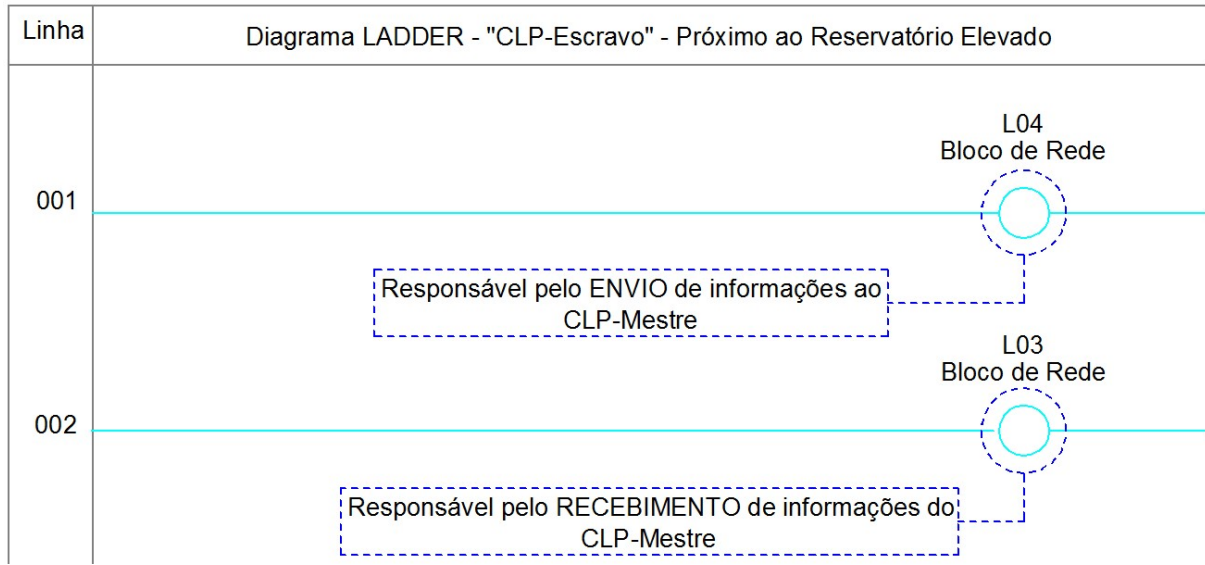 Linha
Diagrama LADDER - "CLP-Escravo" - Próximo ao Reservatório Elevado
L04
Bloco de Rede
001
Responsável pelo ENVIO de informações ao
CLP-Mestre
L03
Bloco de Rede
002
Responsável pelo RECEBIMENTO de informações do
CLP-Mestre